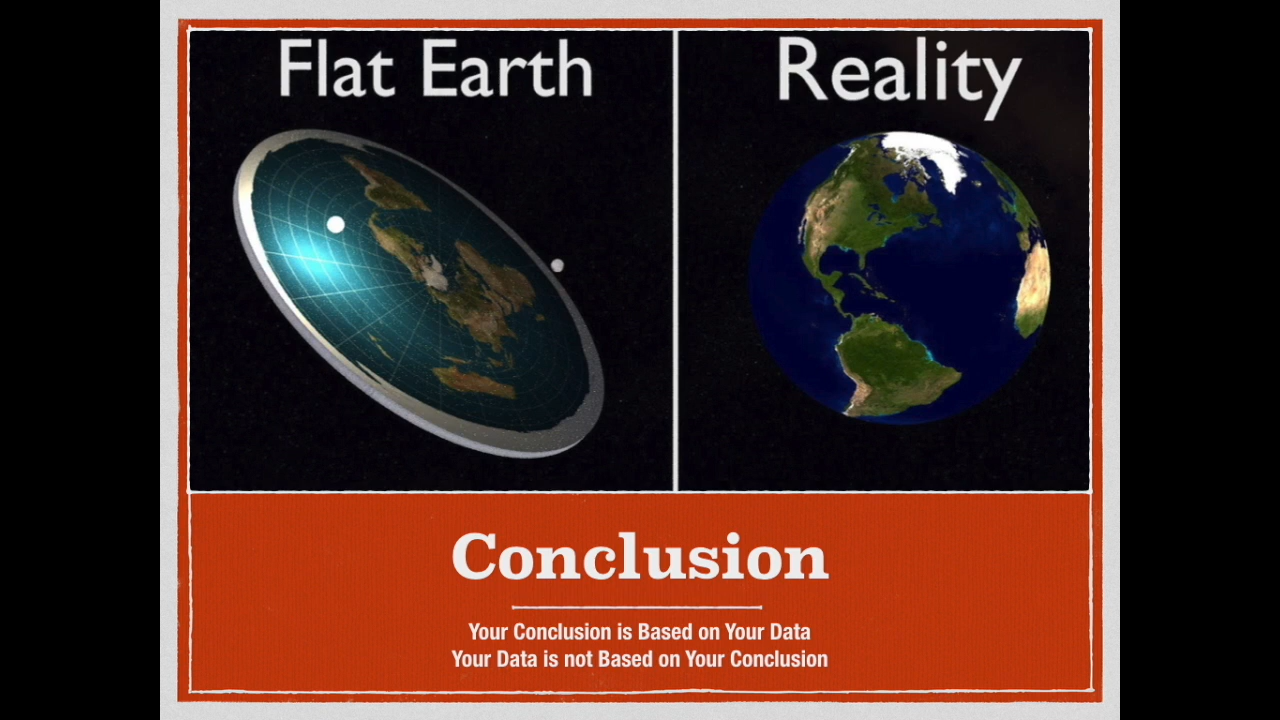 Flat Earth
Reality
Conclusion
Your Conclusion is Based on Your Data
Your Data is not Based on Your Conclusion